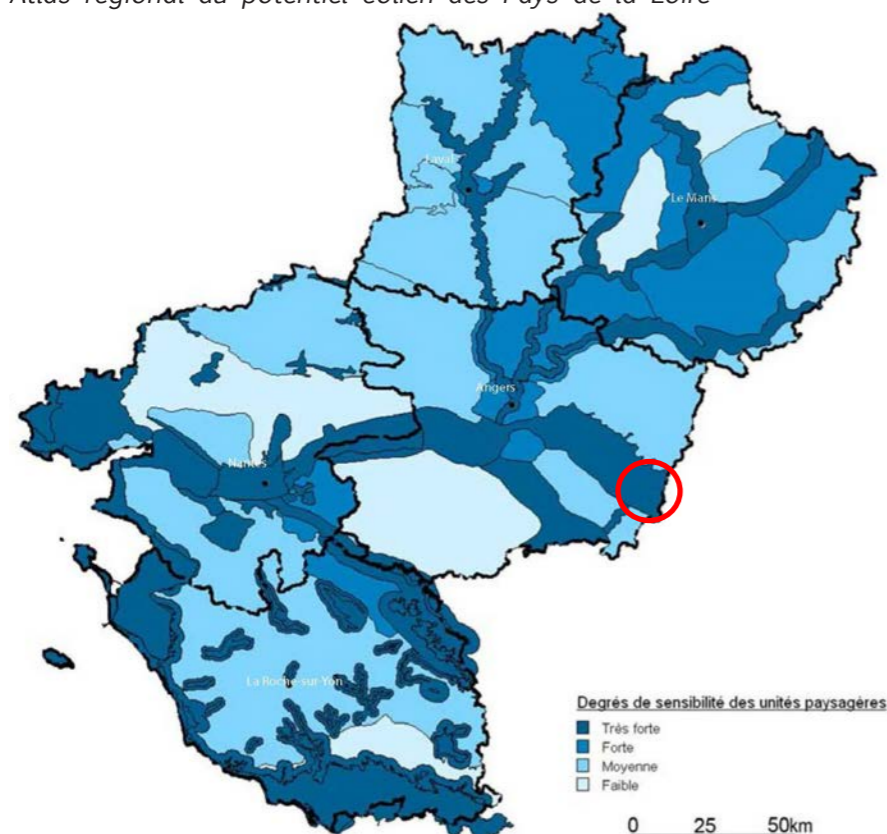 Atlas régional du potentiel éolien des Pays de la Loire
Laval
Le Mans
Angers
Nantes
La Roche-sur-Yon
Degrés de sensibilité des unités paysagères
Très forte
Forte
Moyenne
Faible
0 25 50km